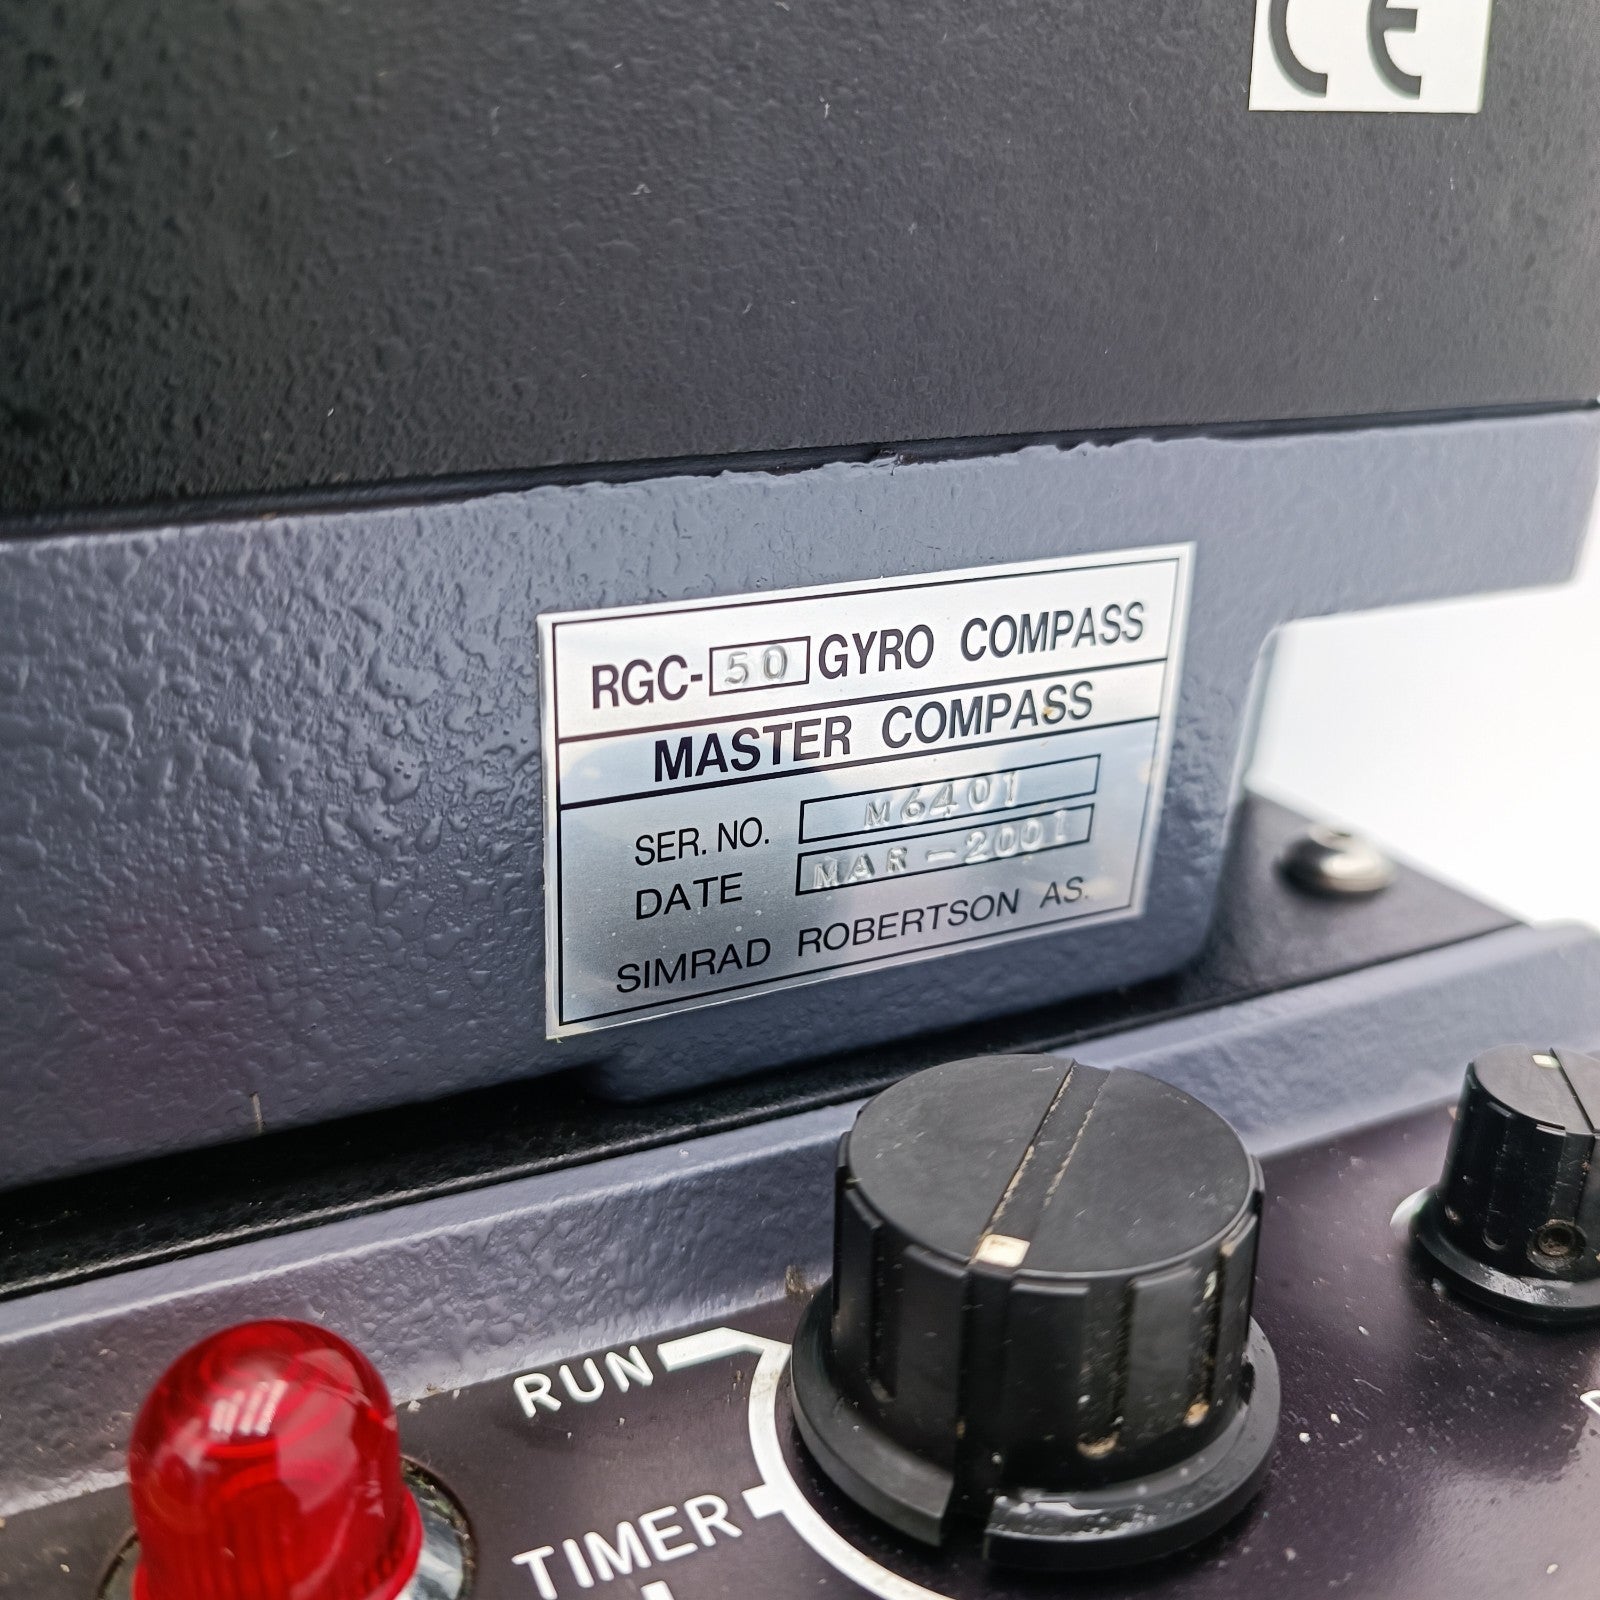 CE
RGC-50 GYRO COMPASS
MASTER COMPASS
SER. NO. M6401
DATE MAR-2001
SIMRAD ROBERTSON AS.
RUN
TIMER